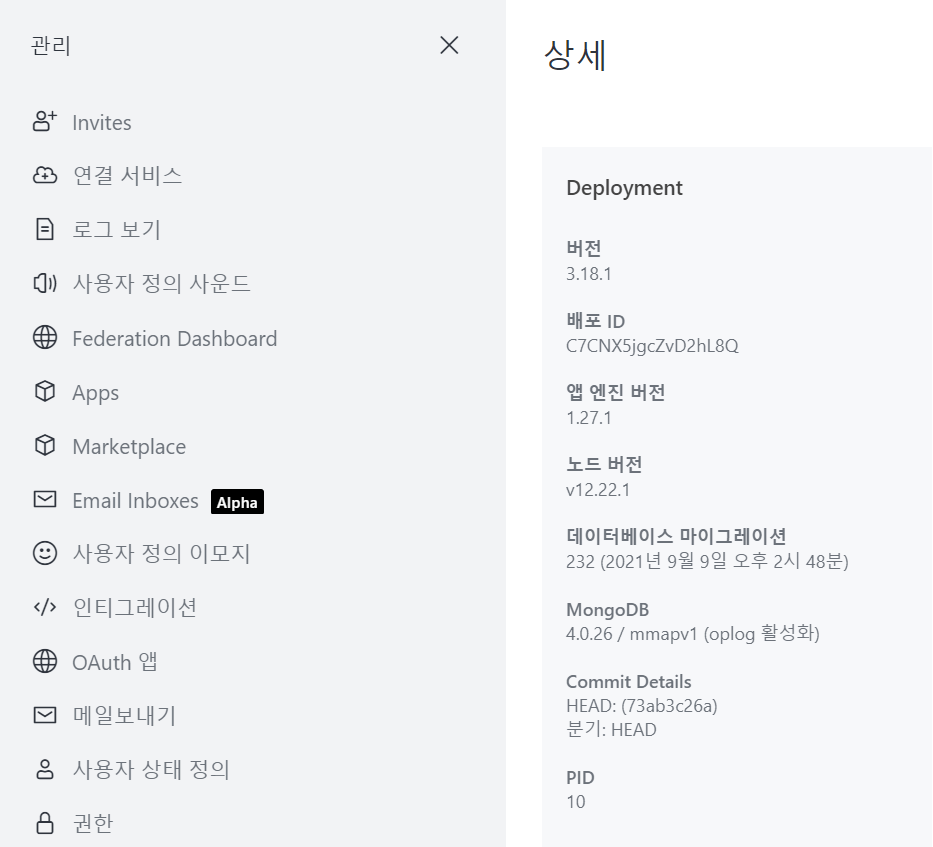 관리
Invites
연결 서비스
로그 보기
사용자 정의 사운드
Federation Dashboard
Apps
Marketplace
Email Inboxes Alpha
사용자 정의 이모지
인티그레이션
OAuth 앱
메일보내기
사용자 상태 정의
권한
상세
Deployment
버전
3.18.1
배포 ID
C7CNX5jgcZvD2hL8Q
앱 엔진 버전
1.27.1
노드 버전
v12.22.1
데이터베이스 마이그레이션
232 (2021년 9월 9일 오후 2시 48분)
MongoDB
4.0.26 / mmapv1 (oplog 활성화)
Commit Details
HEAD: (73ab3c26a)
분기: HEAD
PID
10